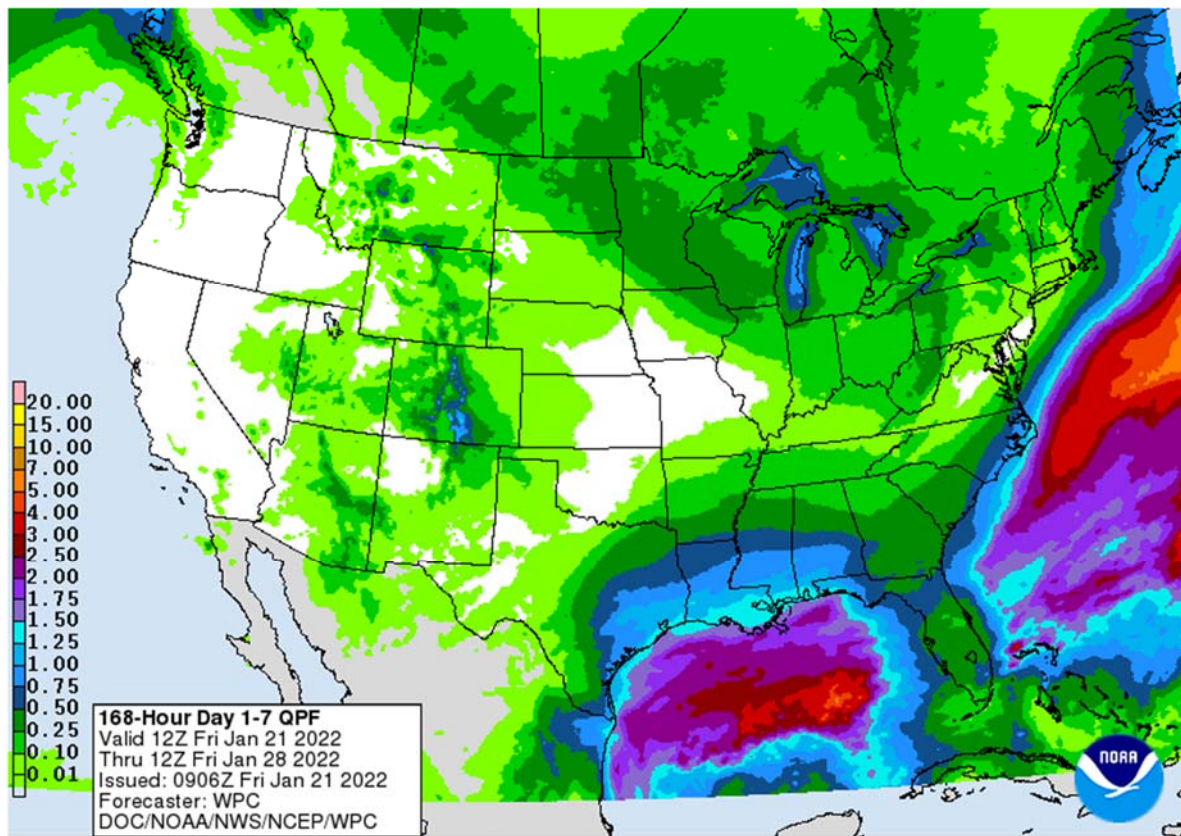 20.00
15.00
10.00
7.00
5.00
4.00
3.00
2.50
2.00
1.75
1.50
1.25
1.00
0.75
0.50
0.25
0.10
0.01
168-Hour Day 1-7 QPF
Valid 12Z Fri Jan 21 2022
Thru 12Z Fri Jan 28 2022
Issued: 0906Z Fri Jan 21 2022
Forecaster: WPC
DOC/NOAA/NWS/NCEP/WPC
NOAA